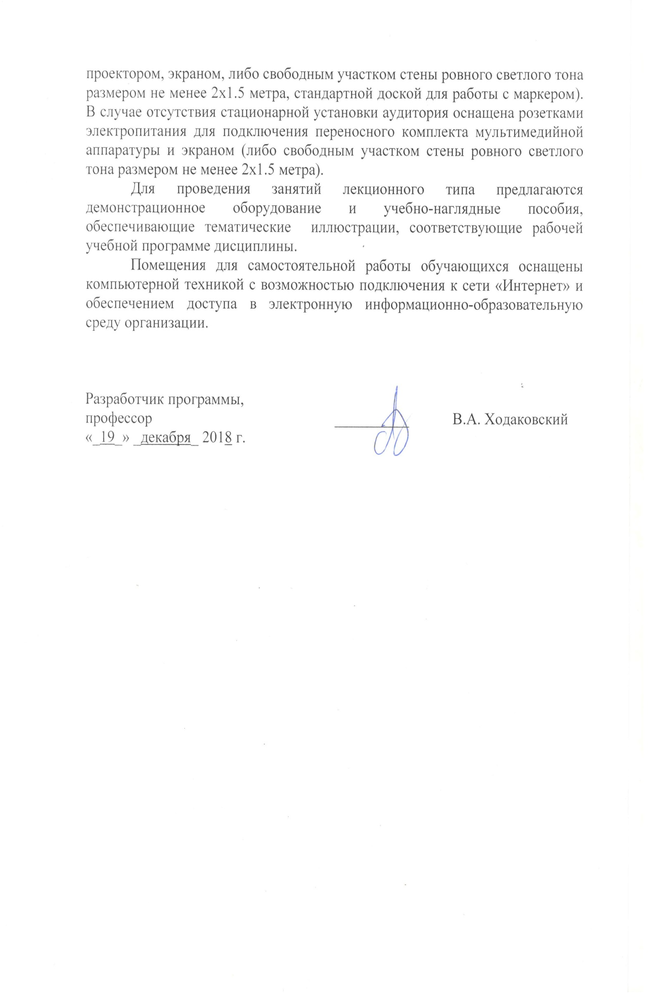 проектором, экраном, либо свободным участком стены ровного светлого тона
размером не менее 2х1.5 метра, стандартной доской для работы с маркером).
В случае отсутствия стационарной установки аудитория оснащена розетками
электропитания для подключения переносного комплекта мультимедийной
аппаратуры и экраном (либо свободным участком стены ровного светлого
тона размером не менее 2х1.5 метра).
Для проведения занятий лекционного типа предлагаются
демонстрационное оборудование и учебно-наглядные пособия,
обеспечивающие тематические иллюстрации, соответствующие рабочей
учебной программе дисциплины.
Помещения для самостоятельной работы обучающихся оснащены
компьютерной техникой с возможностью подключения к сети «Интернет» и
обеспечением доступа в электронную информационно-образовательную
среду организации.
Разработчик программы,
профессор В.А. Ходаковский
«_19_» _декабря_ 2018 г.